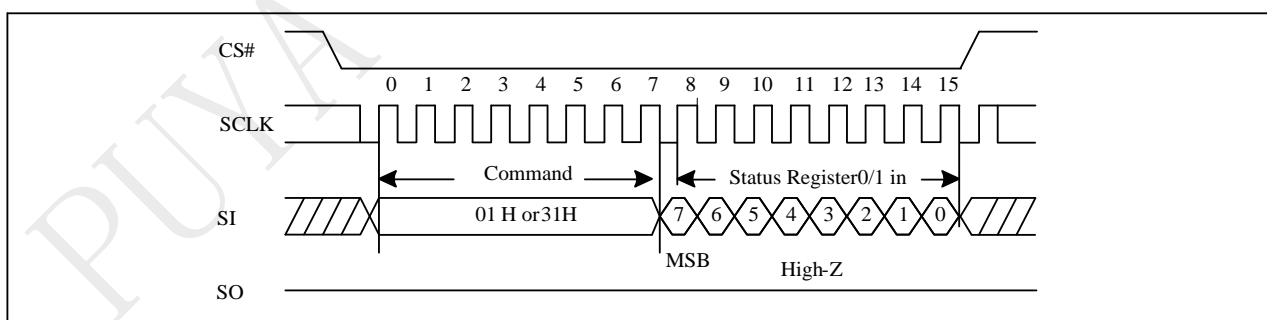 CS#
0 1 2 3 4 5 6 7 8 9 10 11 12 13 14 15
SCLK
Command Status Register0/1 in
SI 01 H or31H 7 6 5 4 3 2 1 0
MSB High-Z
SO
PUYA